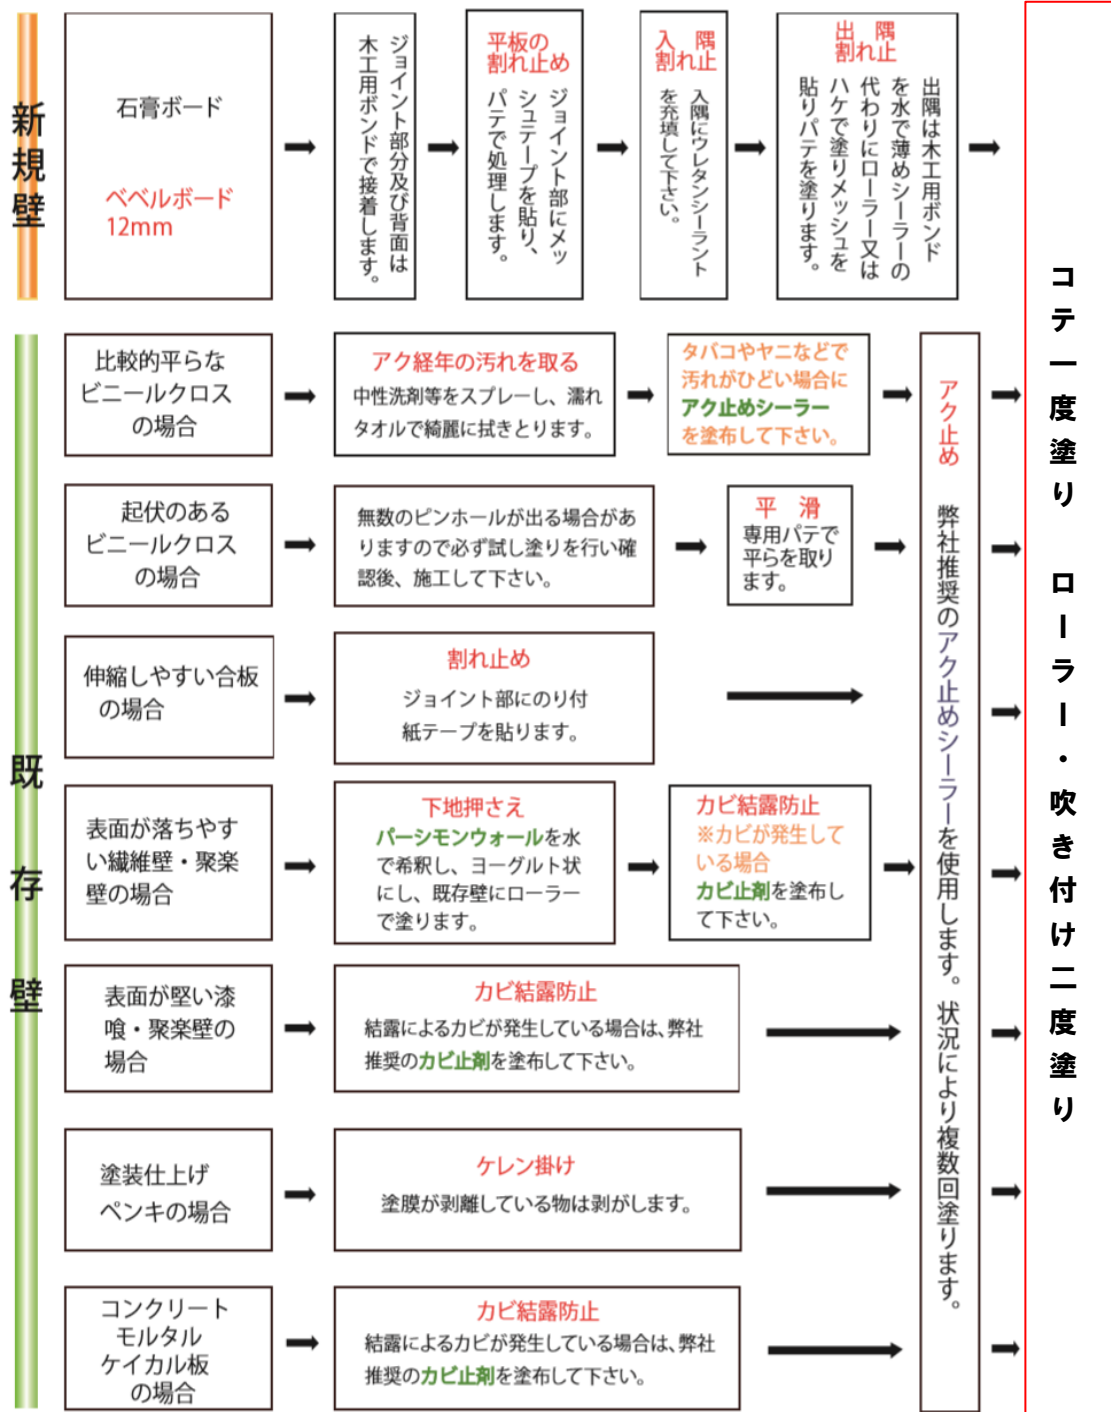 新規壁
石膏ボード
ベベルボード
12mm
ジョイント部分及び背面は
木工用ボンドで接着します。
平板の
割れ止め
ジョイント部にメッ
シュテープを貼り、
パテで処理します。
入　隅
割れ止
入隅にウレタンシーラント
を充填して下さい。
出　隅
割れ止
出隅は木工用ボンド
を水で薄めシーラーの
代わりにローラー又は
ハケで塗りメッシュを
貼りパテを塗ります。
既存壁
比較的平らな
ビニールクロス
の場合
アク経年の汚れを取る
中性洗剤等をスプレーし、濡れ
タオルで綺麗に拭きとります。
タバコやヤニなどで
汚れがひどい場合に
アク止めシーラー
を塗布して下さい。
起伏のある
ビニールクロス
の場合
無数のピンホールが出る場合があ
りますので必ず試し塗りを行い確
認後、施工して下さい。
平　滑
専用パテで
平らを取り
ます。
伸縮しやすい合板
の場合
割れ止め
ジョイント部にのり付
紙テープを貼ります。
表面が落ちやす
い繊維壁・聚楽
壁の場合
下地押さえ
パーシモンウォールを水
で希釈し、ヨーグルト状
にし、既存壁にローラー
で塗ります。
カビ結露防止
※カビが発生して
いる場合
カビ止剤を塗布し
て下さい。
表面が堅い漆
喰・聚楽壁の
場合
カビ結露防止
結露によるカビが発生している場合は、弊社
推奨のカビ止剤を塗布して下さい。
塗装仕上げ
ペンキの場合
ケレン掛け
塗膜が剥離している物は剥がします。
コンクリート
モルタル
ケイカル板
の場合
カビ結露防止
結露によるカビが発生している場合は、弊社
推奨のカビ止剤を塗布して下さい。
アク止め　弊社推奨のアク止めシーラーを使用します。状況により複数回塗ります。
コテ一度塗り　ローラー・吹き付け二度塗り